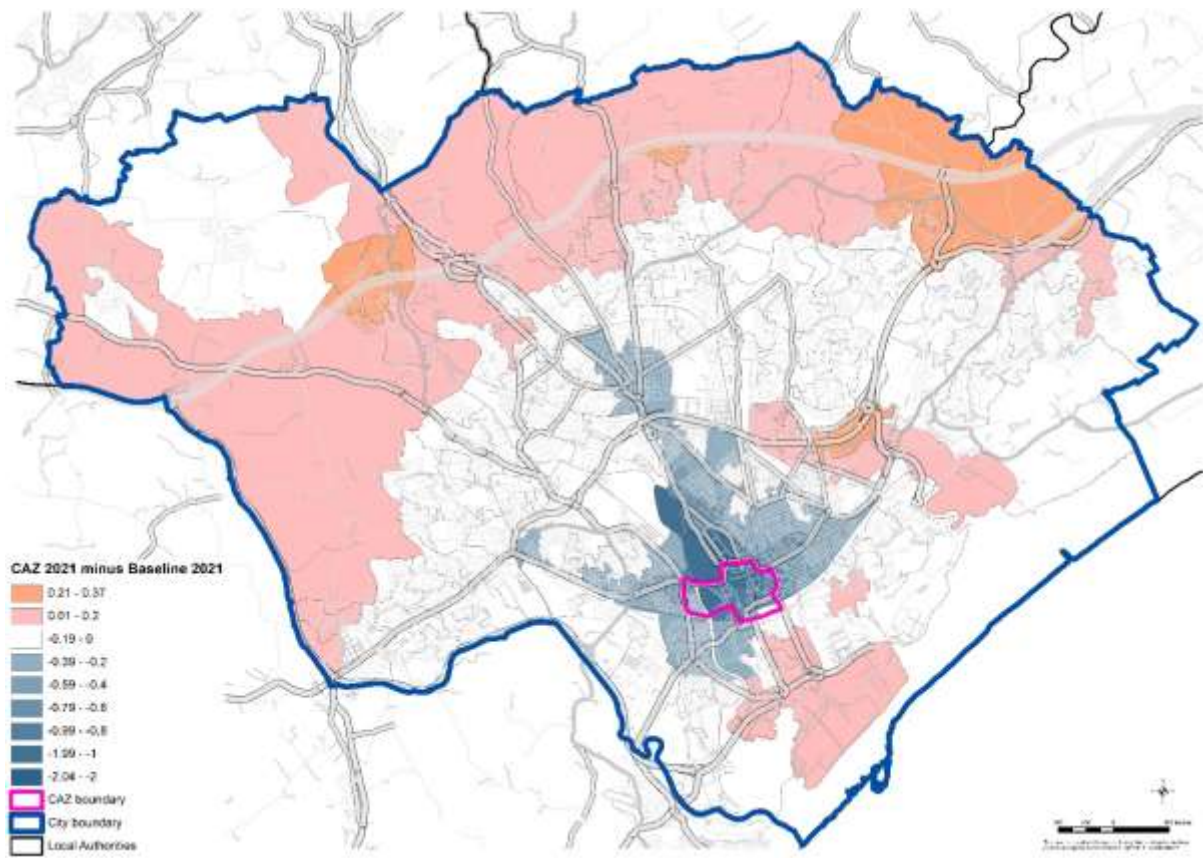 CAZ 2021 minus Baseline 2021
0.21 - 0.37
0.01 - 0.2
-0.19 - 0
-0.39 - -0.2
-0.59 - -0.4
-0.79 - -0.6
-0.99 - -0.8
-1.99 - -1
-2.04 - -2
CAZ boundary
City boundary
Local Authorities